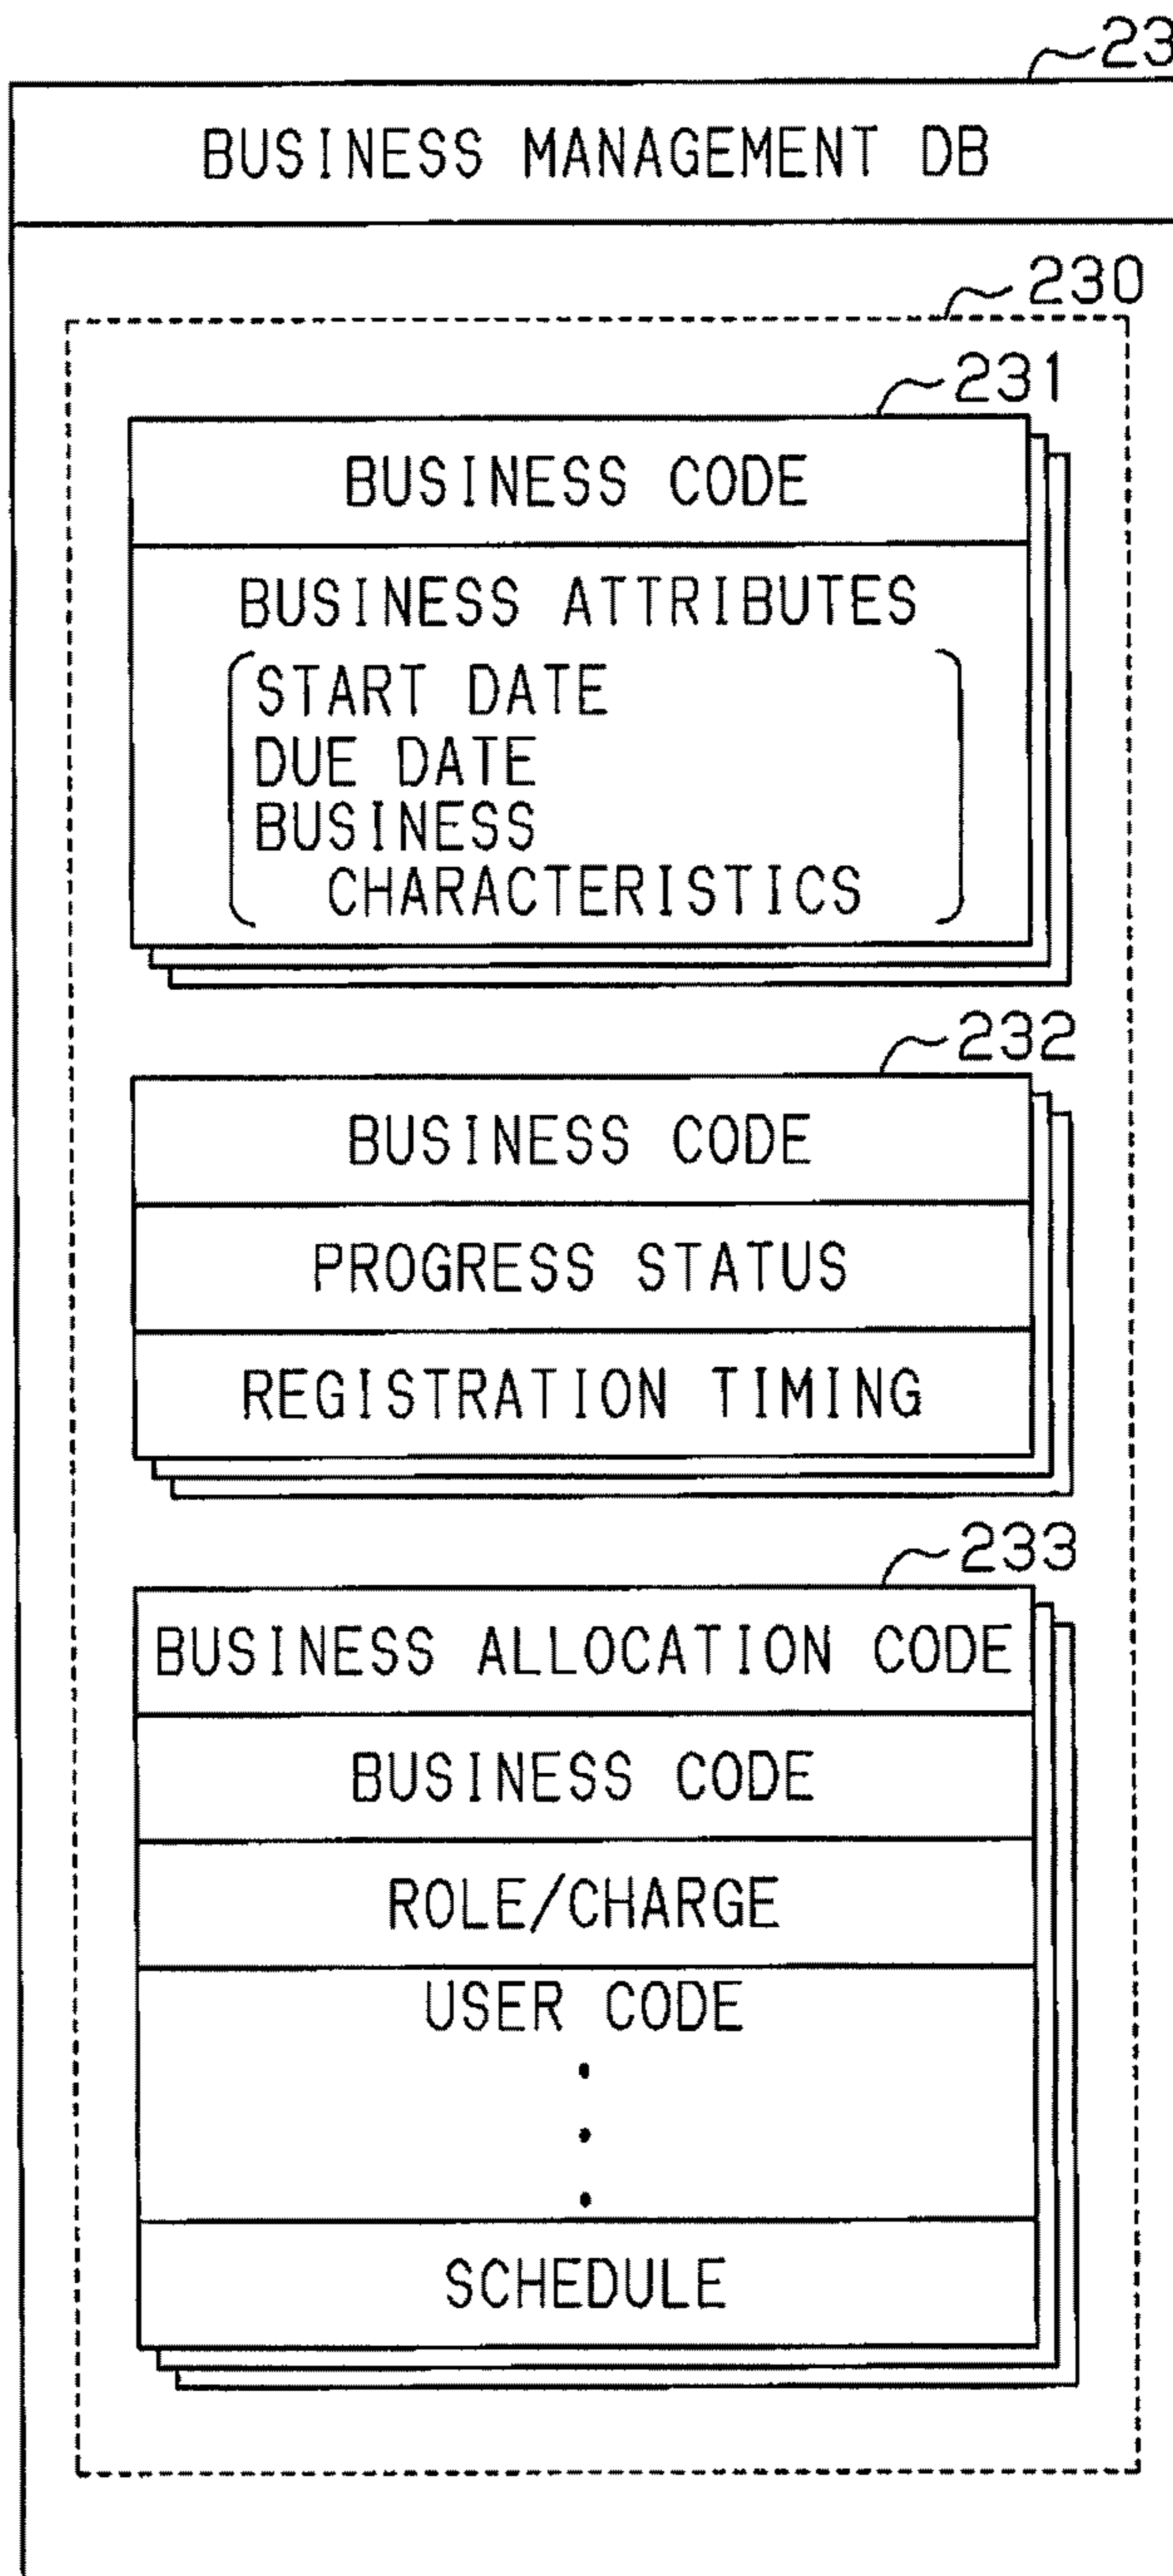 23
BUSINESS MANAGEMENT DB
230
231
BUSINESS CODE
BUSINESS ATTRIBUTES
START DATE
DUE DATE
BUSINESS
CHARACTERISTICS
232
BUSINESS CODE
PROGRESS STATUS
REGISTRATION TIMING
233
BUSINESS ALLOCATION CODE
BUSINESS CODE
ROLE/CHARGE
USER CODE
SCHEDULE